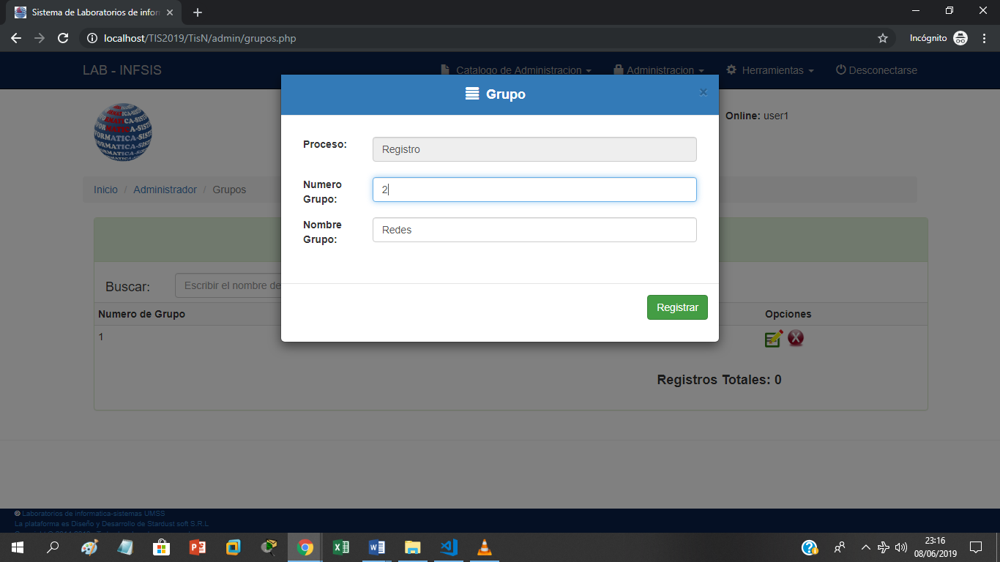 Sistema de Laboratorios de infor
localhost/TIS2019/TisN/admin/grupos.php
Incógnito
LAB - INFSIS
Catalogo de Administracion
Administracion
Herramientas
Desconectarse
Grupo
×
Online: user1
Proceso:
Registro
Numero Grupo:
2
Nombre Grupo:
Redes
Inicio / Administrador / Grupos
Buscar:
Escribir el nombre de
Registrar
Numero de Grupo
Opciones
1
Registros Totales: 0
© Laboratorios de informatica-sistemas UMSS
La plataforma es Diseño y Desarrollo de Stardust soft S.R.L
23:16
08/06/2019